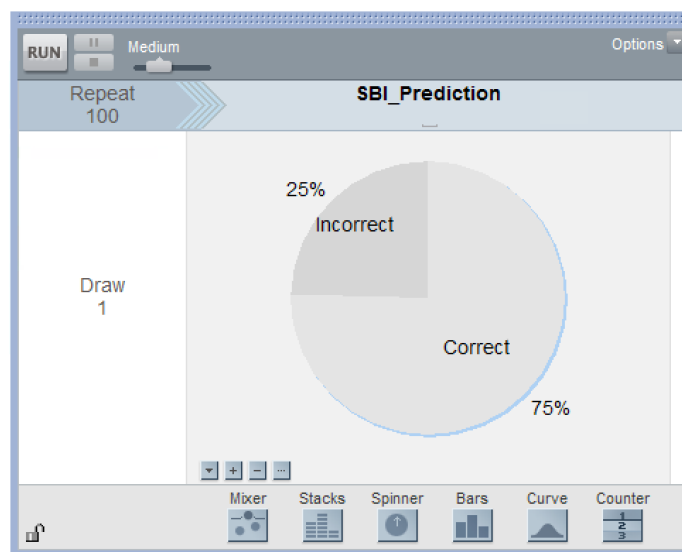 RUN
Medium
Options
Repeat
100
SBI_Prediction
25%
Incorrect
Draw
1
Correct
75%
Mixer Stacks Spinner Bars Curve Counter
1
2
3